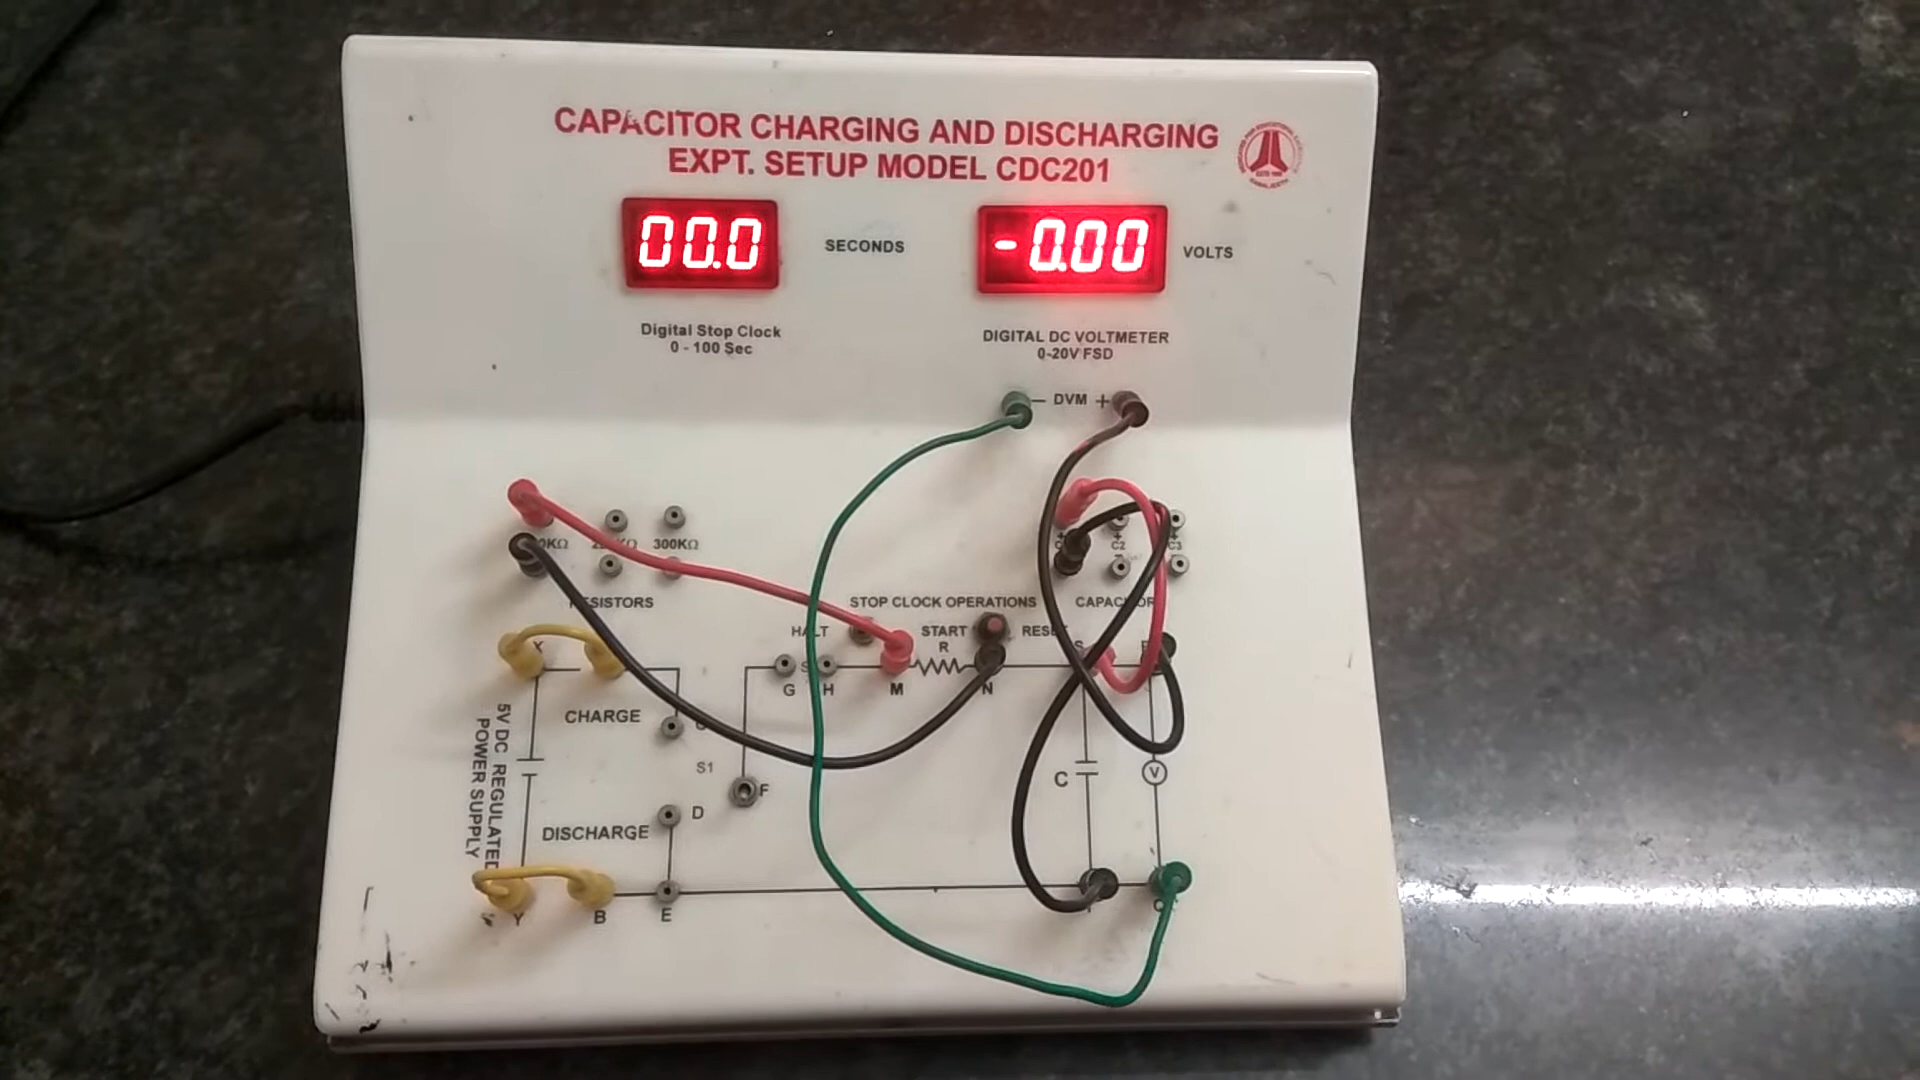 CAPACITOR CHARGING AND DISCHARGING
EXPT. SETUP MODEL CDC201
00.0
SECONDS
-0.00
VOLTS
Digital Stop Clock
0 - 100 Sec
DIGITAL DC VOLTMETER
0-20V FSD
- DVM +
300KΩ
C2
C3
RESISTORS
STOP CLOCK OPERATIONS
HALT
START
RESET
R
X
G
H
M
N
S
CHARGE
5V DC REGULATED
POWER SUPPLY
S1
F
C
V
D
DISCHARGE
Y
B
E